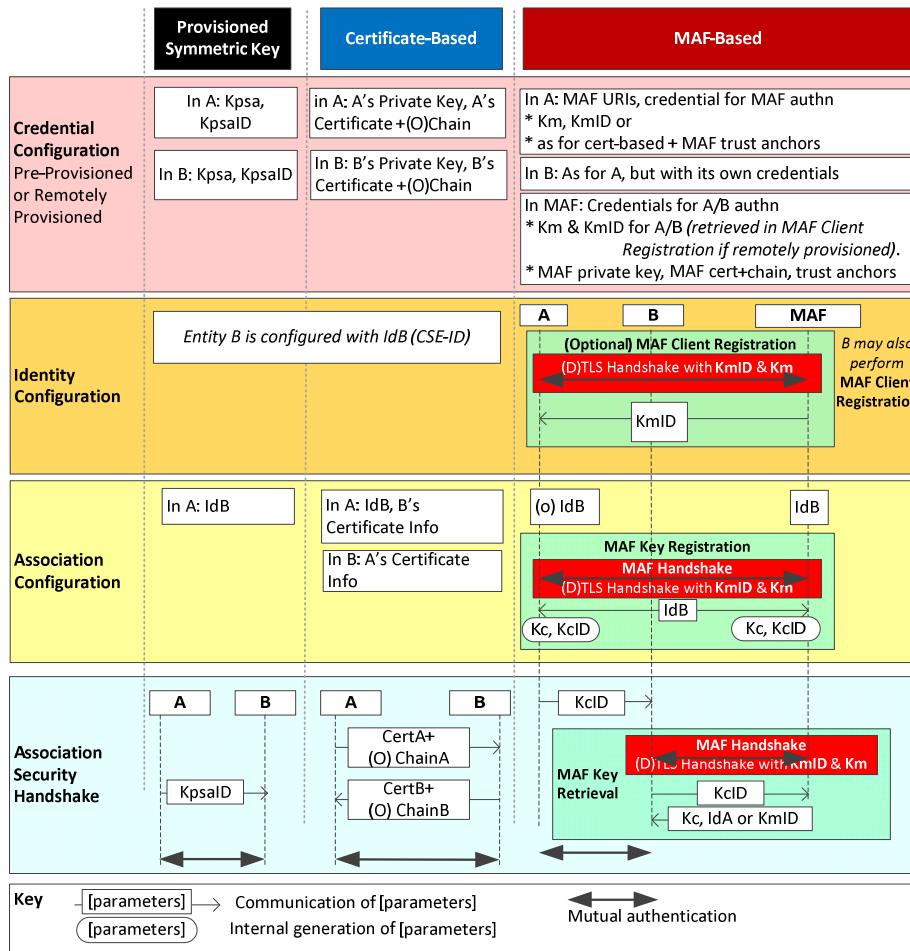 Provisioned
Symmetric Key
Certificate-Based
MAF-Based
Credential
Configuration
Pre-Provisioned
or Remotely
Provisioned
In A: Kpsa,
KpsaID
In B: Kpsa, KpsaID
in A: A's Private Key, A's
Certificate +(O)Chain
In B: B's Private Key, B's
Certificate +(O)Chain
In A: MAF URIs, credential for MAF authn
* Km, KmID or
* as for cert-based + MAF trust anchors
In B: As for A, but with its own credentials
In MAF: Credentials for A/B authn
* Km & KmID for A/B (retrieved in MAF Client
Registration if remotely provisioned).
* MAF private key, MAF cert+chain, trust anchors
Identity
Configuration
Entity B is configured with IdB (CSE-ID)
A
B
MAF
(Optional) MAF Client Registration
(D)TLS Handshake with KmID & Km
KmID
B may also
perform
MAF Client
Registration
Association
Configuration
In A: IdB
In A: IdB, B's
Certificate Info
In B: A's Certificate
Info
(o) IdB
IdB
MAF Key Registration
MAF Handshake
(D)TLS Handshake with KmID & Km
IdB
Kc, KcID
Kc, KcID
Association
Security
Handshake
A
B
KpsaID
A
B
CertA+
(O) ChainA
CertB+
(O) ChainB
KcID
MAF Key
Retrieval
MAF Handshake
(D)TLS Handshake with KmID & Km
KcID
Kc, IdA or KmID
Key
[parameters]
Communication of [parameters]
[parameters]
Internal generation of [parameters]
Mutual authentication